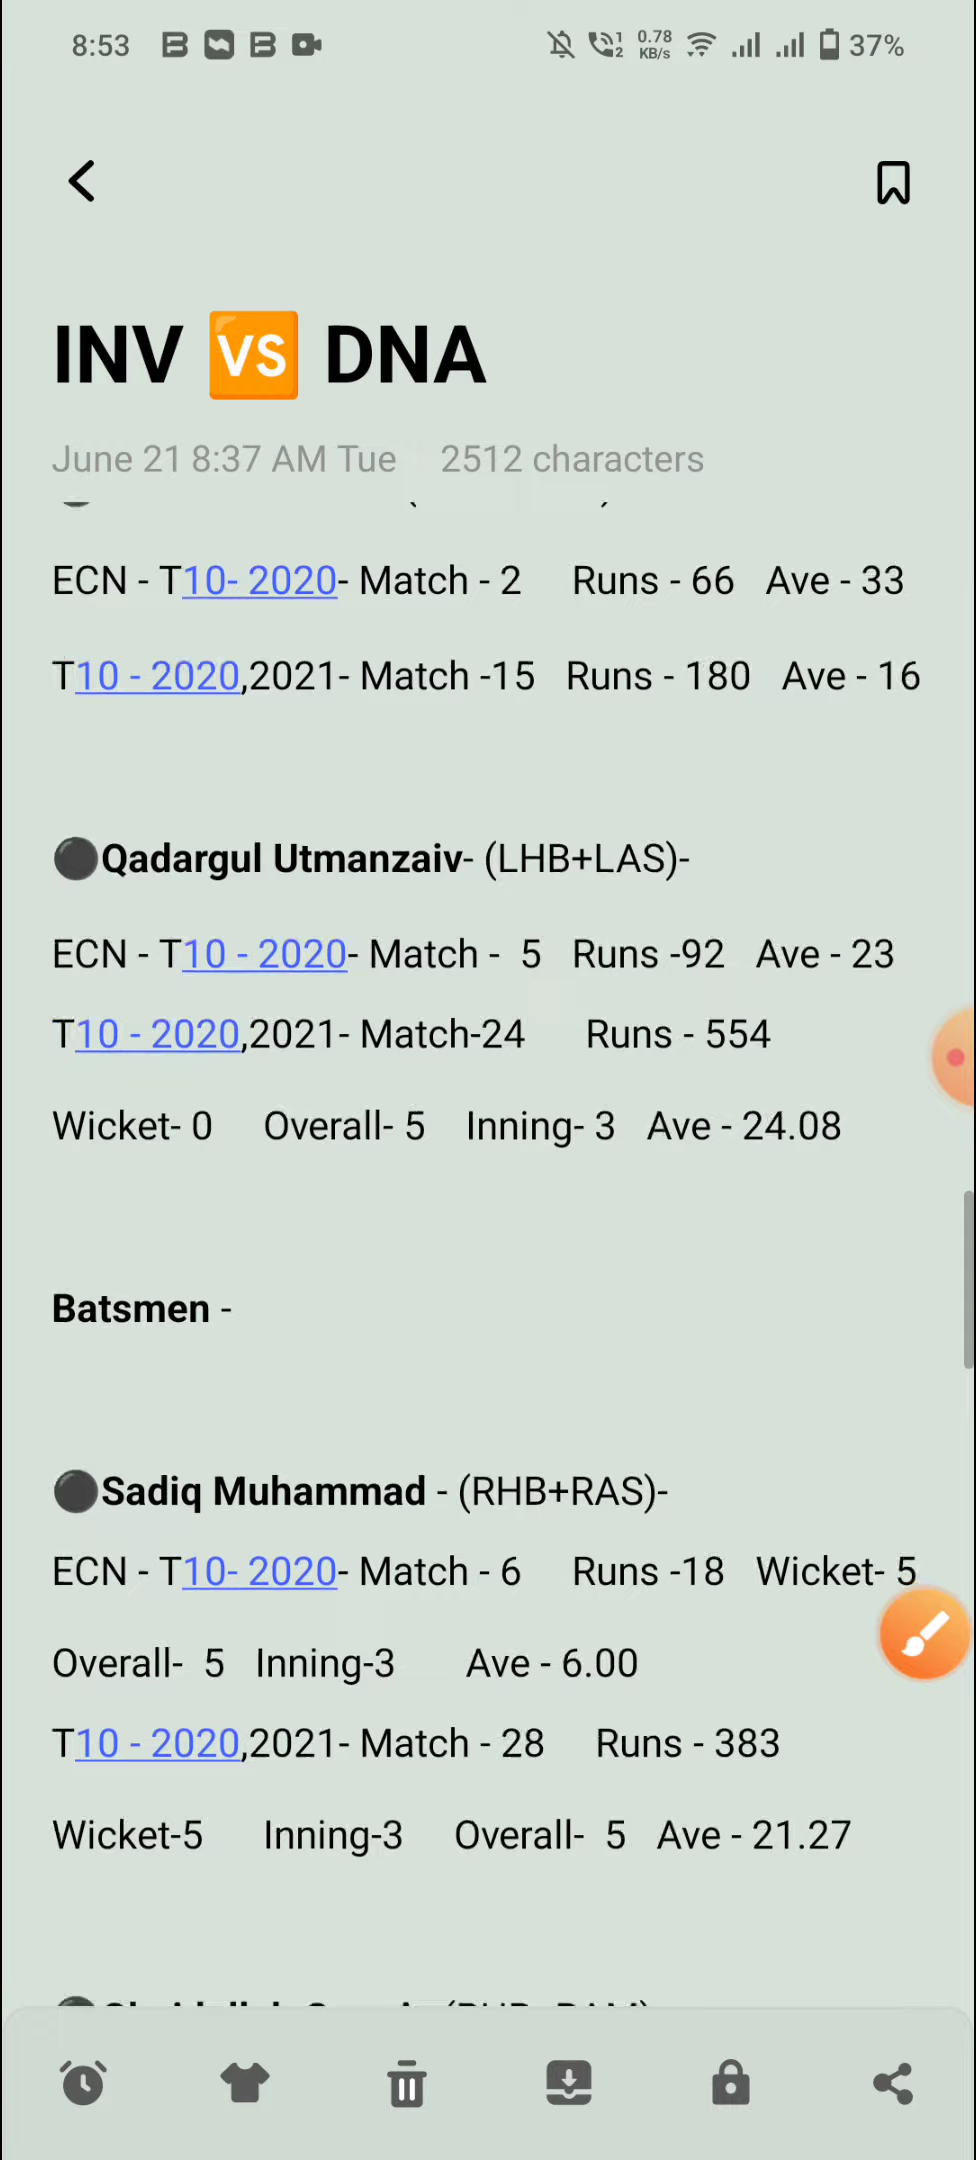 8:53 0.78 KB/s 37%
INV VS DNA
June 21 8:37 AM Tue 2512 characters
ECN - T10- 2020- Match - 2 Runs - 66 Ave - 33
T10 - 2020,2021- Match -15 Runs - 180 Ave - 16
Qadargul Utmanzaiv- (LHB+LAS)-
ECN - T10 - 2020- Match - 5 Runs -92 Ave - 23
T10 - 2020,2021- Match-24 Runs - 554
Wicket- 0 Overall- 5 Inning- 3 Ave - 24.08
Batsmen -
Sadiq Muhammad - (RHB+RAS)-
ECN - T10- 2020- Match - 6 Runs -18 Wicket- 5
Overall- 5 Inning-3 Ave - 6.00
T10 - 2020,2021- Match - 28 Runs - 383
Wicket-5 Inning-3 Overall- 5 Ave - 21.27